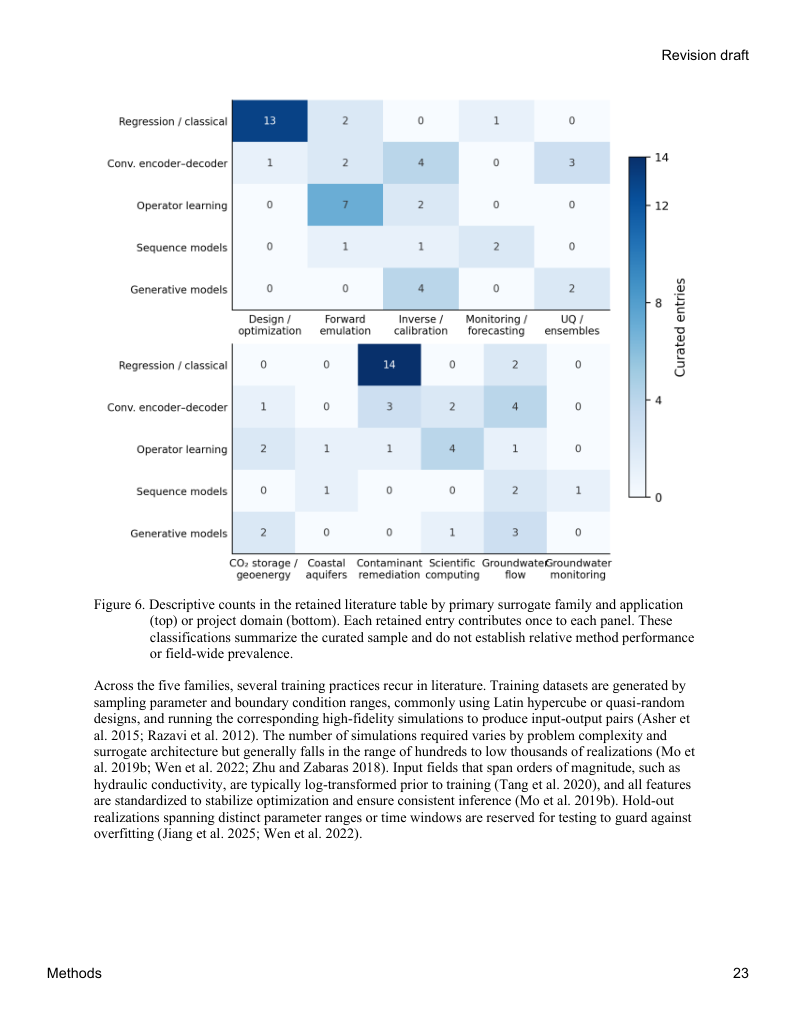 Revision draft
Regression / classical 13 2 0 1 0
Conv. encoder–decoder 1 2 4 0 3
Operator learning 0 7 2 0 0
Sequence models 0 1 1 2 0
Generative models 0 0 4 0 2
Design / optimization Forward emulation Inverse / calibration Monitoring / forecasting UQ / ensembles
Regression / classical 0 0 14 0 2 0
Conv. encoder–decoder 1 0 3 2 4 0
Operator learning 2 1 1 4 1 0
Sequence models 0 1 0 0 2 1
Generative models 2 0 0 1 3 0
CO₂ storage / geoenergy Coastal aquifers Contaminant remediation Scientific computing Groundwater flow Groundwater monitoring
14
12
8
4
0
Curated entries
Figure 6. Descriptive counts in the retained literature table by primary surrogate family and application
(top) or project domain (bottom). Each retained entry contributes once to each panel. These
classifications summarize the curated sample and do not establish relative method performance
or field-wide prevalence.
Across the five families, several training practices recur in literature. Training datasets are generated by
sampling parameter and boundary condition ranges, commonly using Latin hypercube or quasi-random
designs, and running the corresponding high-fidelity simulations to produce input-output pairs (Asher et
al. 2015; Razavi et al. 2012). The number of simulations required varies by problem complexity and
surrogate architecture but generally falls in the range of hundreds to low thousands of realizations (Mo et
al. 2019b; Wen et al. 2022; Zhu and Zabaras 2018). Input fields that span orders of magnitude, such as
hydraulic conductivity, are typically log-transformed prior to training (Tang et al. 2020), and all features
are standardized to stabilize optimization and ensure consistent inference (Mo et al. 2019b). Hold-out
realizations spanning distinct parameter ranges or time windows are reserved for testing to guard against
overfitting (Jiang et al. 2025; Wen et al. 2022).
Methods 23